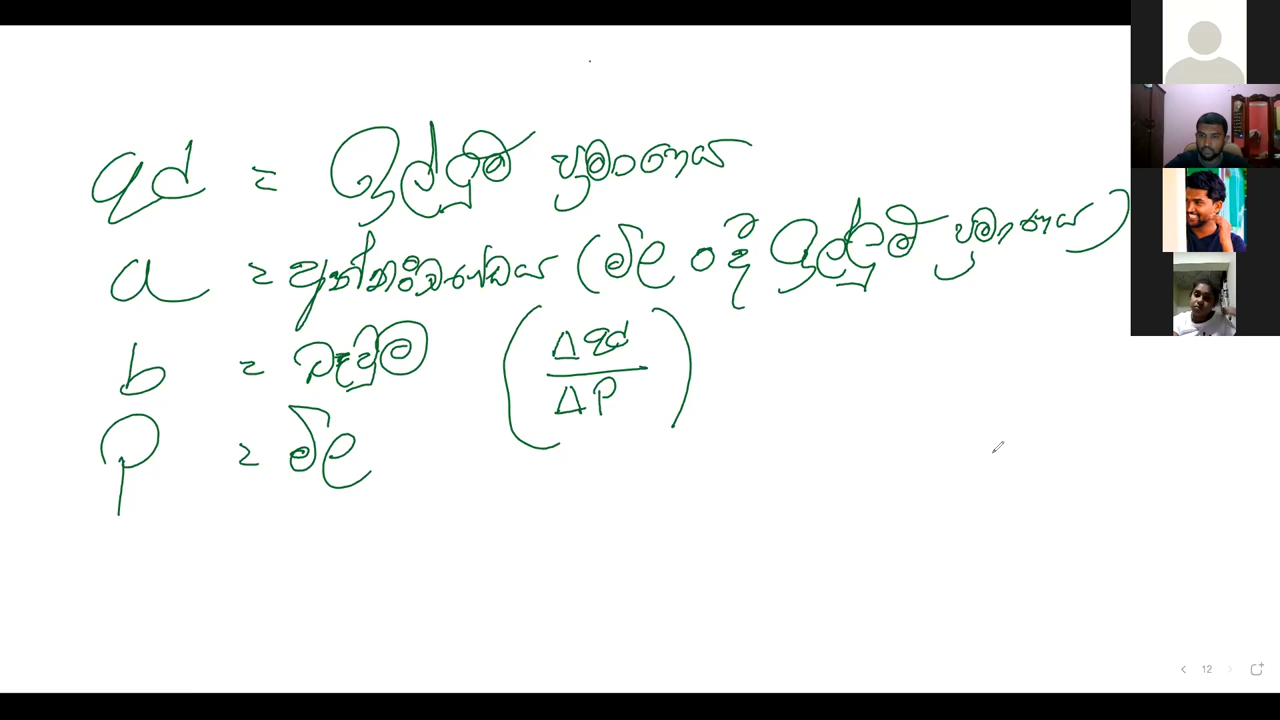 qd = ඉල්ලුම් ප්‍රමාණය
a = අන්තඃඛණ්ඩය (මිල 0 දී ඉල්ලුම් ප්‍රමාණය)
b = බෑවුම (Δqd / ΔP)
P = මිල
12